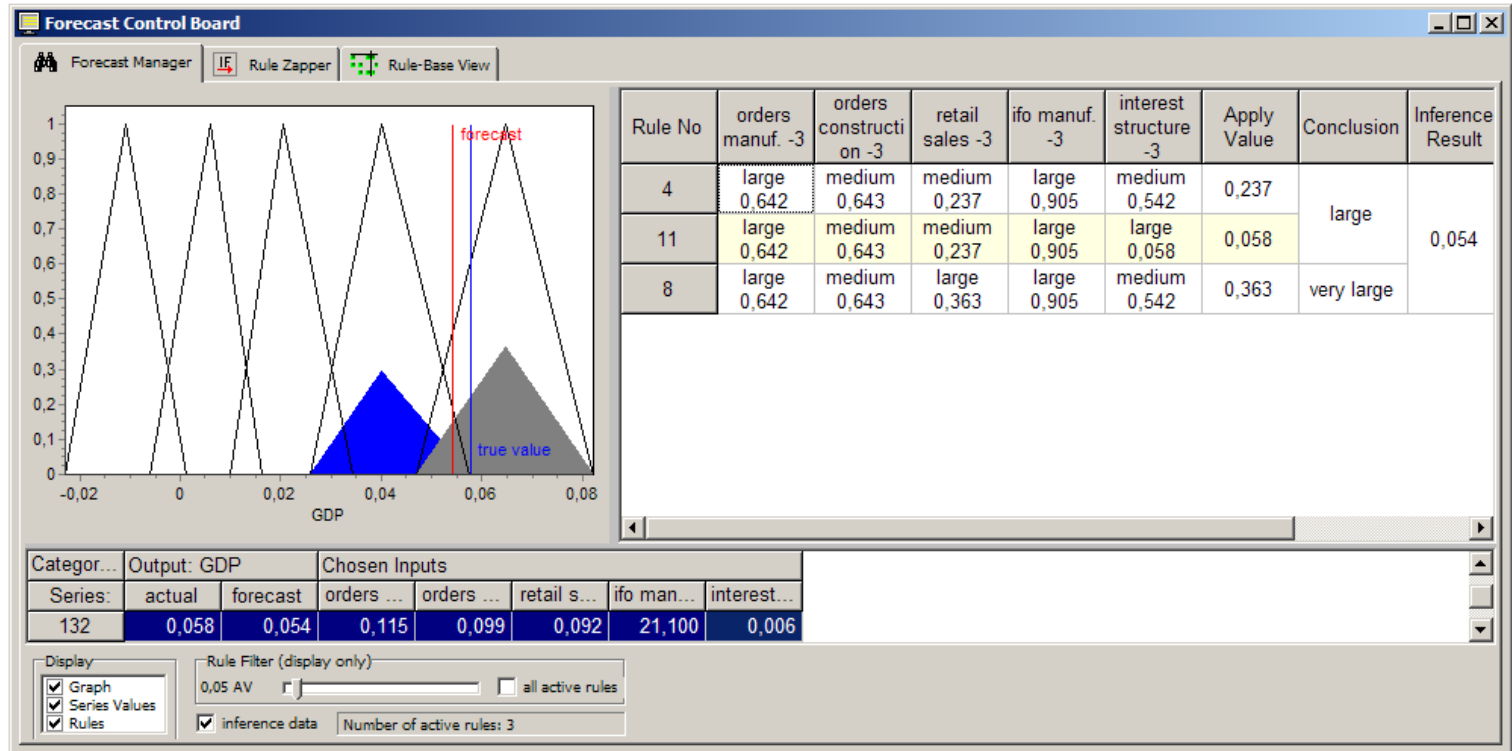 Forecast Control Board
Forecast Manager IF Rule Zapper Rule-Base View
1
0,9
0,8
0,7
0,6
0,5
0,4
0,3
0,2
0,1
0
-0,02 0 0,02 0,04 0,06 0,08
GDP
forecast
true value
Rule No orders manuf. -3 orders constructi on -3 retail sales -3 ifo manuf. -3 interest structure -3 Apply Value Conclusion Inference Result
4 large 0,642 medium 0,643 medium 0,237 large 0,905 medium 0,542 0,237 large 0,054
11 large 0,642 medium 0,643 medium 0,237 large 0,905 large 0,058 0,058
8 large 0,642 medium 0,643 large 0,363 large 0,905 medium 0,542 0,363 very large
Categor... Output: GDP Chosen Inputs
Series: actual forecast orders ... orders ... retail s... ifo man... interest...
132 0,058 0,054 0,115 0,099 0,092 21,100 0,006
Display Rule Filter (display only)
Graph 0,05 AV all active rules
Series Values
Rules inference data Number of active rules: 3